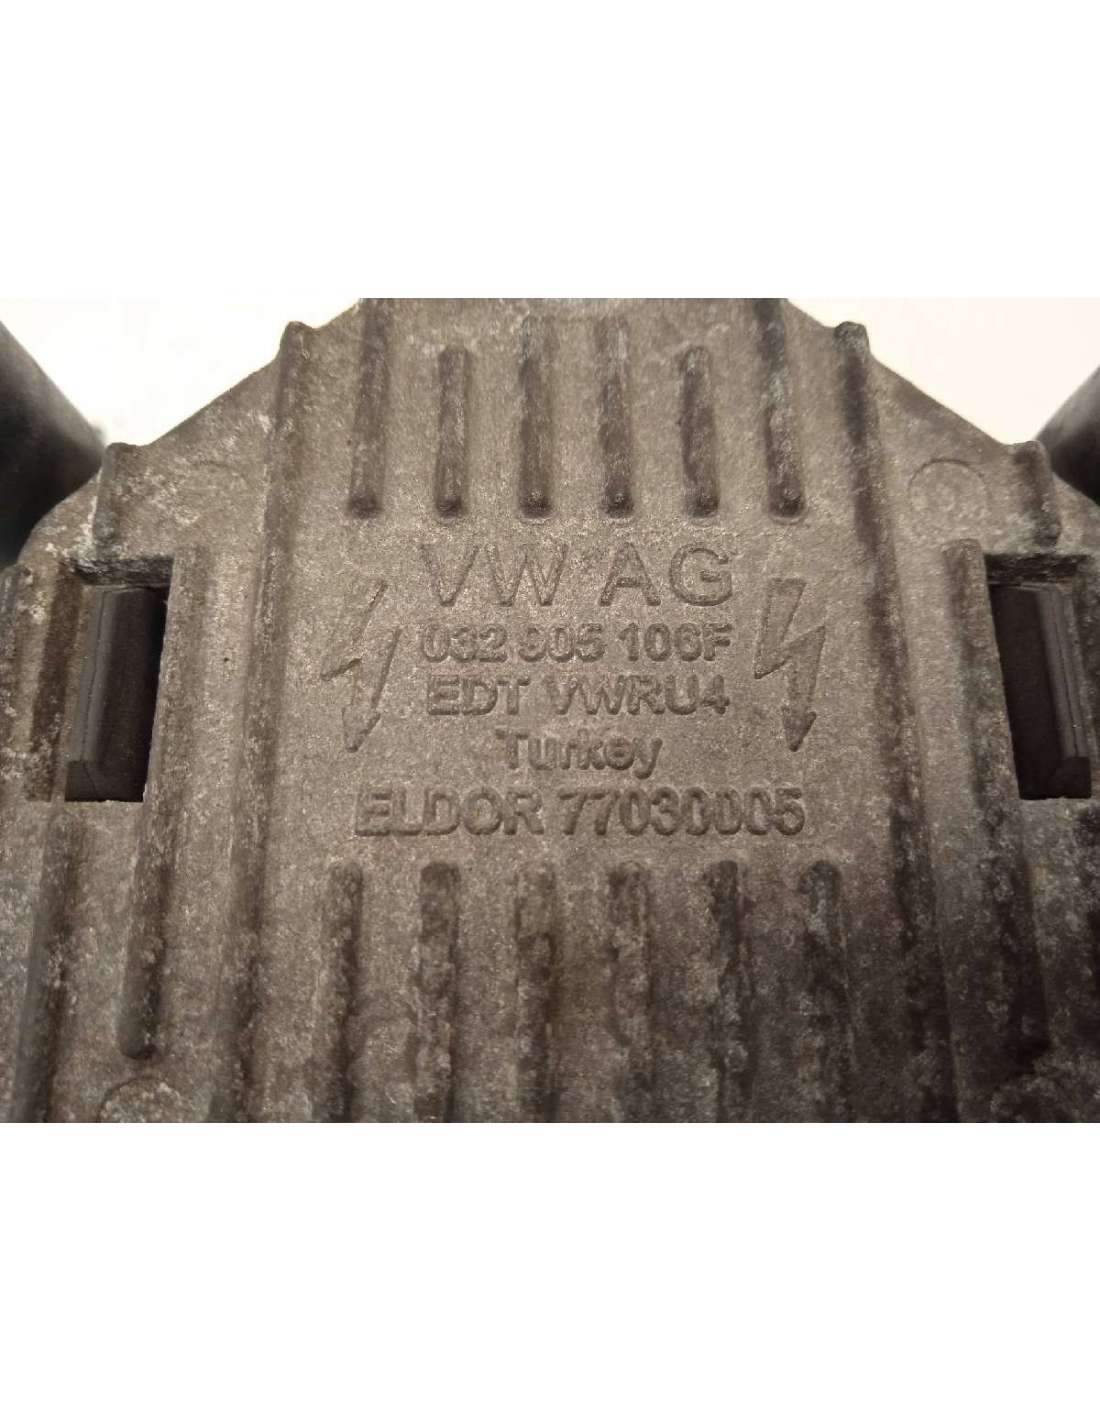 VW AG
032 905 106F
EDT VWRU4
Turkey
ELDOR 77030005